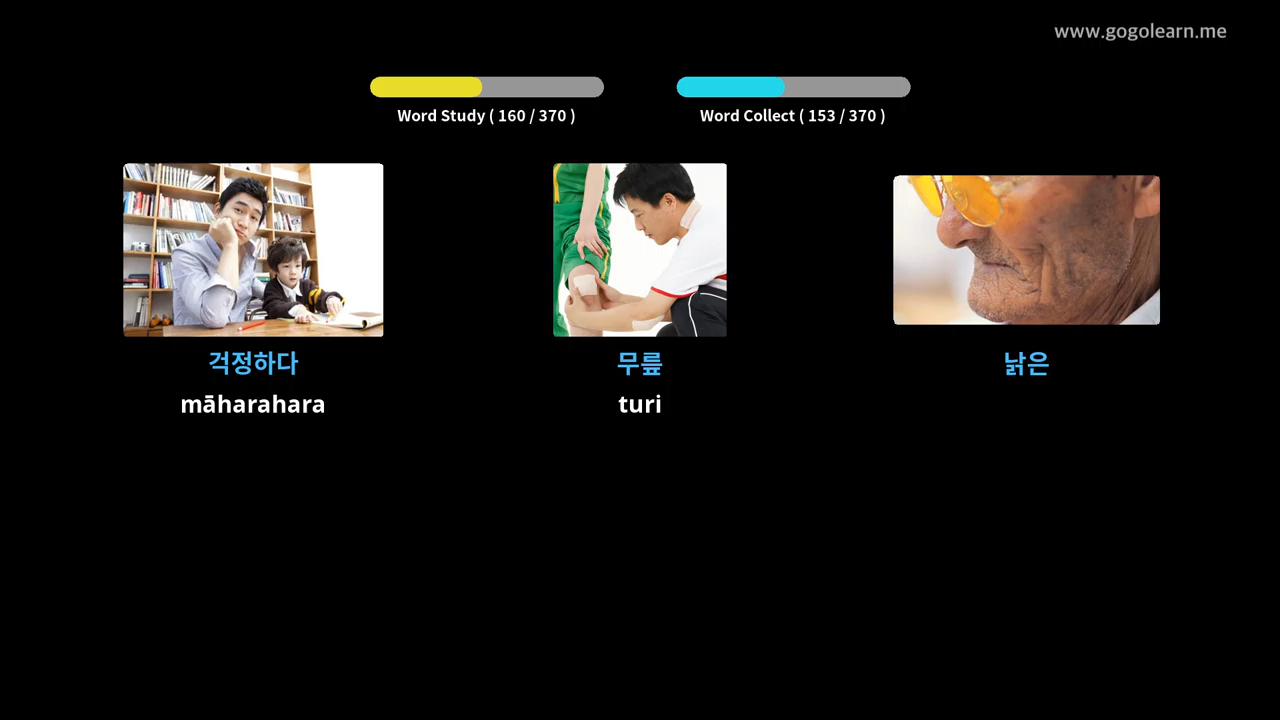 www.gogolearn.me
Word Study ( 160 / 370 )
Word Collect ( 153 / 370 )
걱정하다
무릎
낡은
māharahara
turi